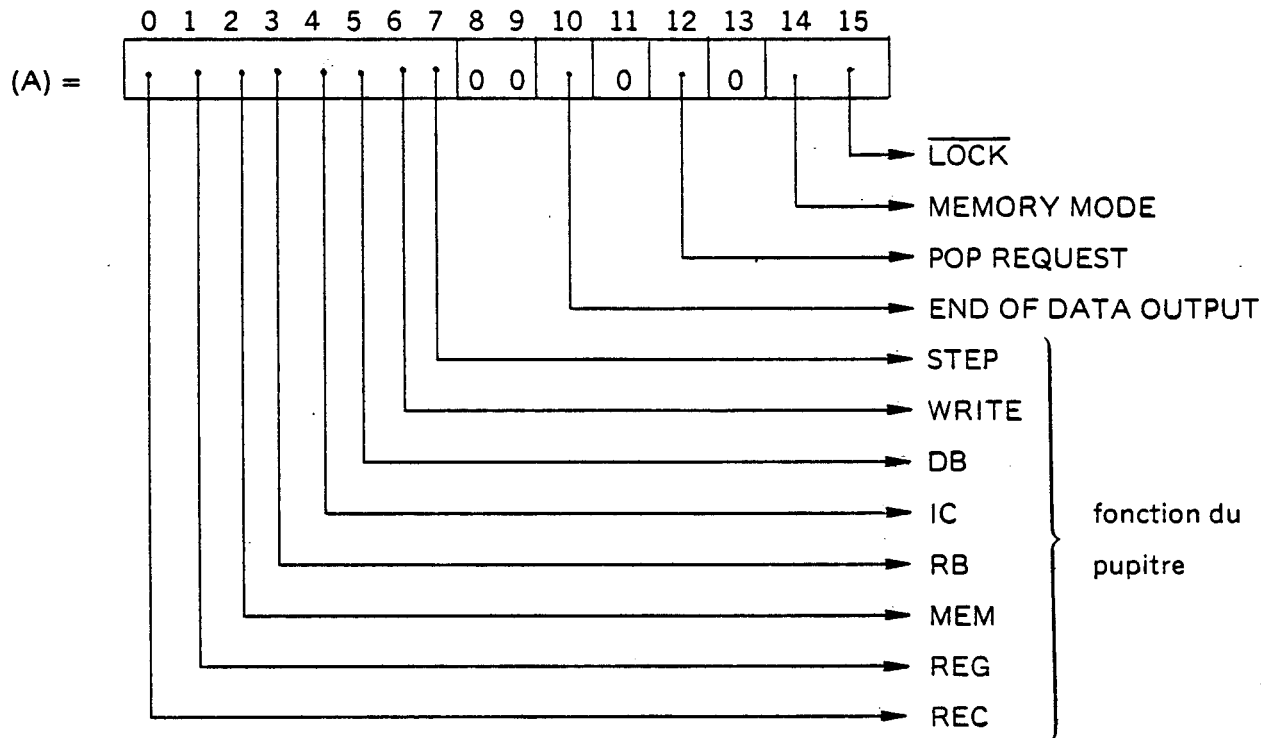 0 1 2 3 4 5 6 7 8 9 10 11 12 13 14 15
(A) = 0 0 0 0
LOCK
MEMORY MODE
POP REQUEST
END OF DATA OUTPUT
STEP
WRITE
DB
IC fonction du
RB pupitre
MEM
REG
REC